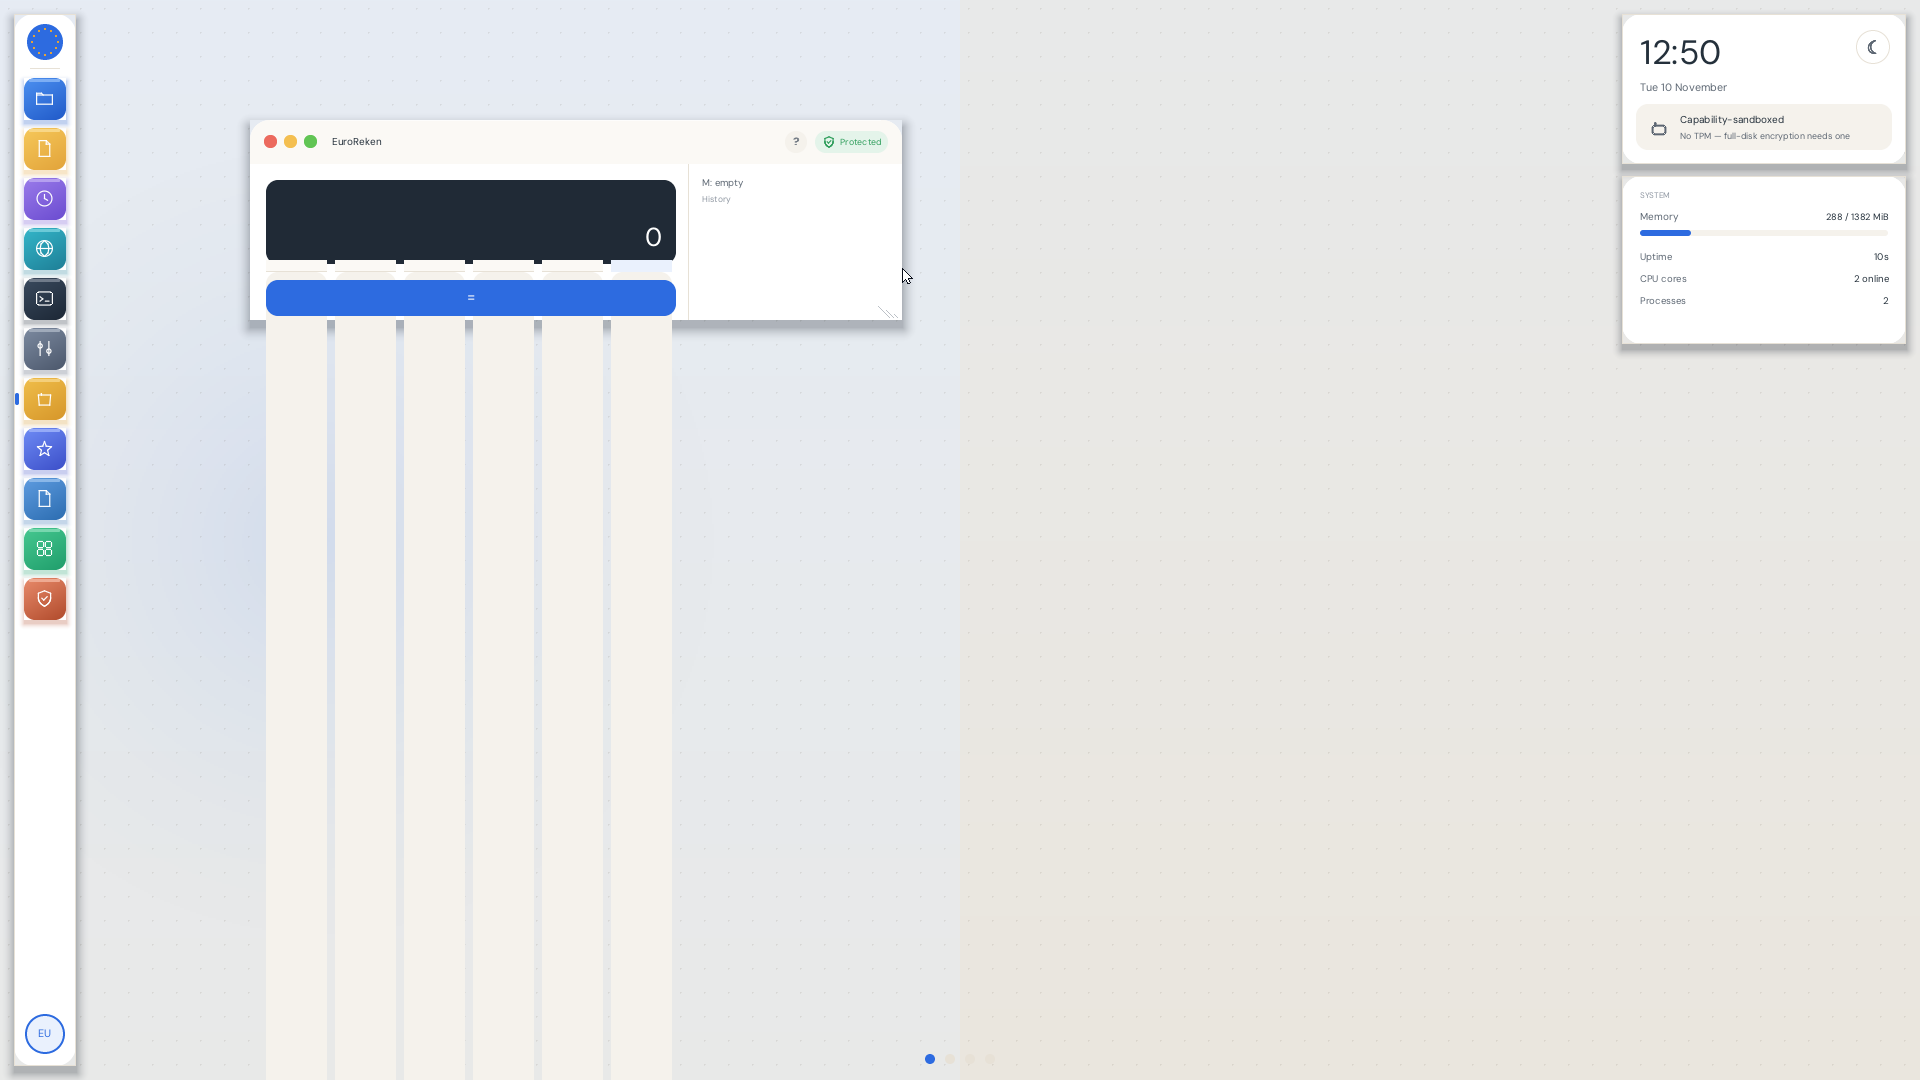 EuroReken
?
Protected
0
=
M: empty
History
12:50
Tue 10 November
Capability-sandboxed
No TPM — full-disk encryption needs one
SYSTEM
Memory 288 / 1382 MiB
Uptime 10s
CPU cores 2 online
Processes 2
EU